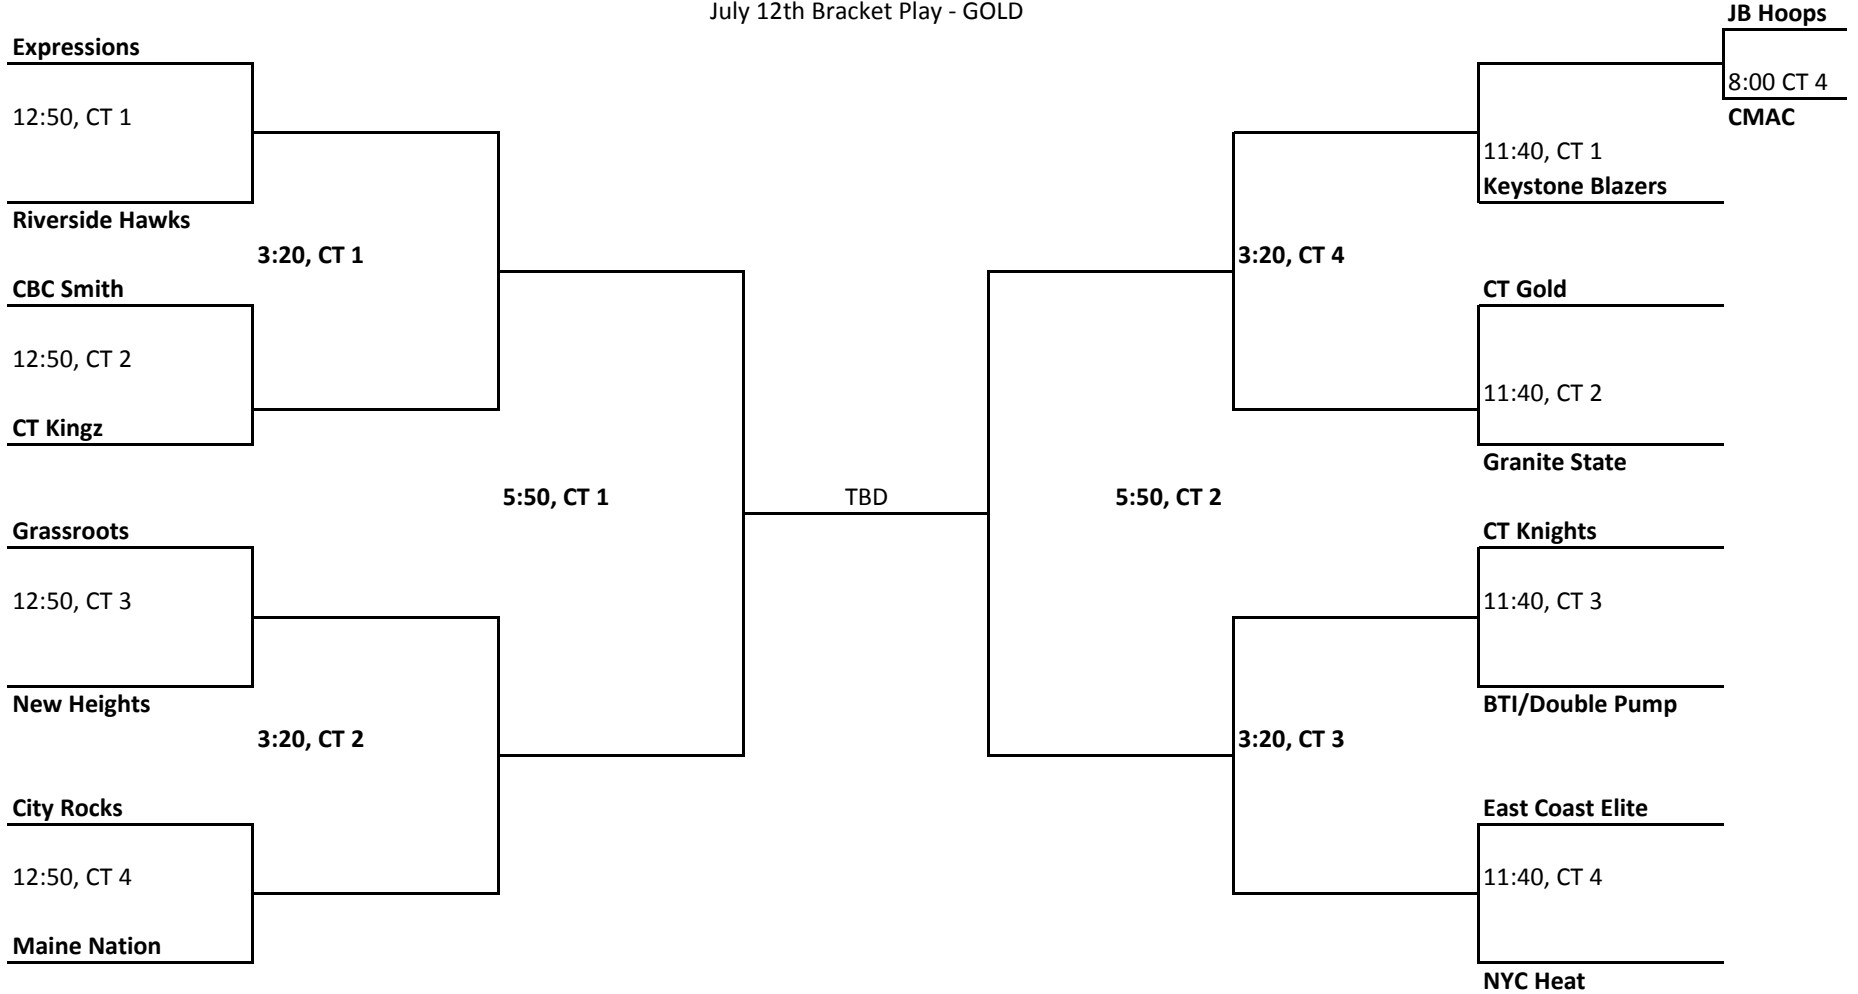 July 12th Bracket Play - GOLD
JB Hoops
Expressions
8:00 CT 4
12:50, CT 1
CMAC
11:40, CT 1
Keystone Blazers
Riverside Hawks
3:20, CT 1
3:20, CT 4
CBC Smith
CT Gold
12:50, CT 2
11:40, CT 2
CT Kingz
Granite State
5:50, CT 1
TBD
5:50, CT 2
Grassroots
CT Knights
12:50, CT 3
11:40, CT 3
New Heights
BTI/Double Pump
3:20, CT 2
3:20, CT 3
City Rocks
East Coast Elite
12:50, CT 4
11:40, CT 4
Maine Nation
NYC Heat